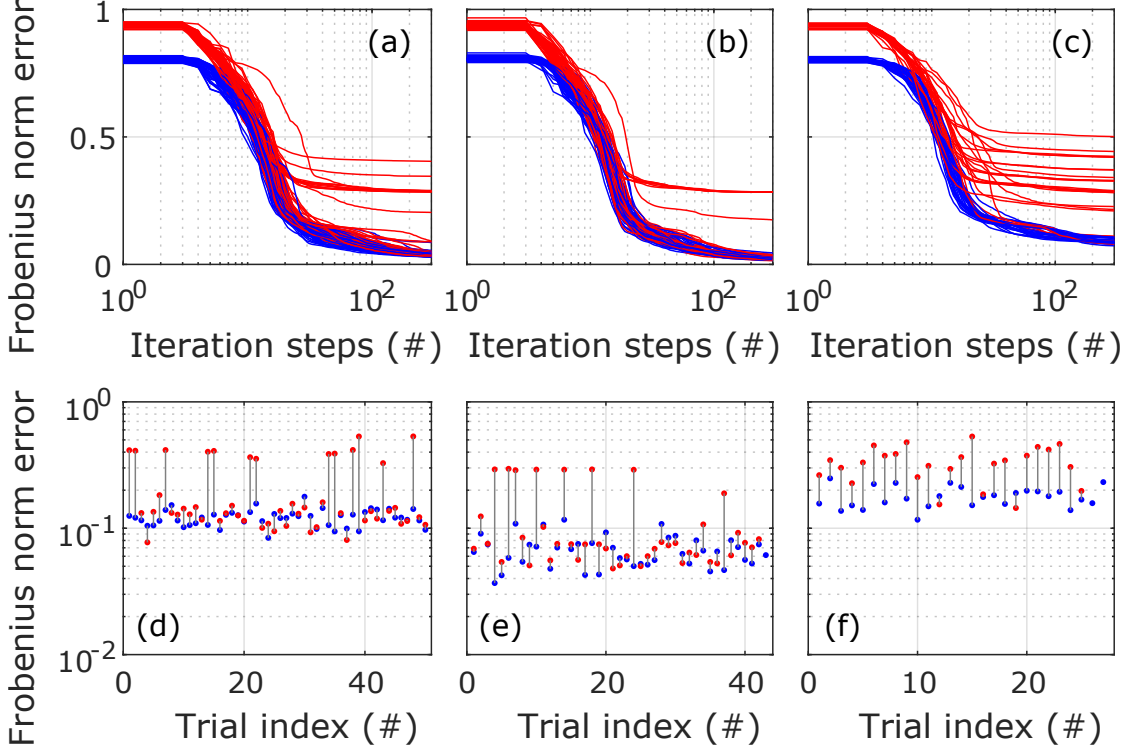 Frobenius norm error
1
0.5
0
(a)
(b)
(c)
10^0
10^2
10^0
10^2
10^0
10^2
Iteration steps (#)
Iteration steps (#)
Iteration steps (#)
Frobenius norm error
10^0
10^-1
10^-2
(d)
(e)
(f)
0
20
40
0
20
40
0
10
20
Trial index (#)
Trial index (#)
Trial index (#)